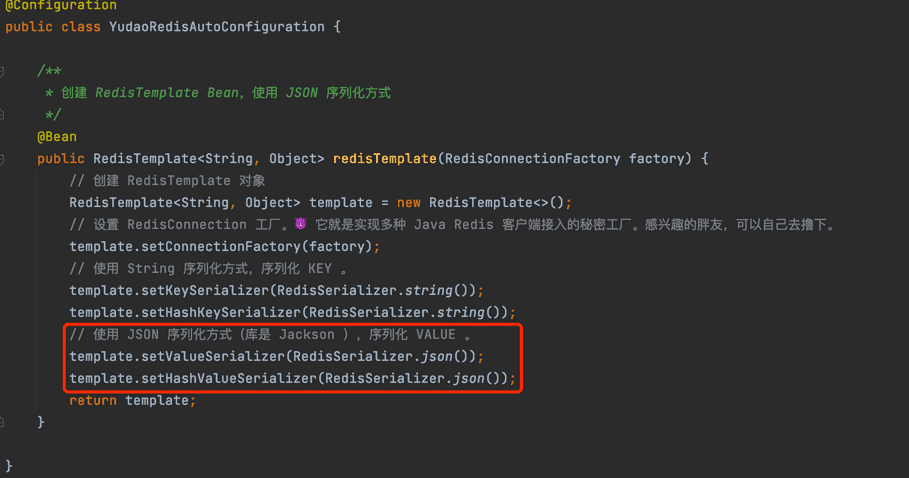 @Configuration
public class YudaoRedisAutoConfiguration {
/**
* 创建 RedisTemplate Bean，使用 JSON 序列化方式
*/
@Bean
public RedisTemplate<String, Object> redisTemplate(RedisConnectionFactory factory) {
// 创建 RedisTemplate 对象
RedisTemplate<String, Object> template = new RedisTemplate<>();
// 设置 RedisConnection 工厂。😈 它就是实现多种 Java Redis 客户端接入的秘密工厂。感兴趣的胖友，可以自己去撸下。
template.setConnectionFactory(factory);
// 使用 String 序列化方式，序列化 KEY 。
template.setKeySerializer(RedisSerializer.string());
template.setHashKeySerializer(RedisSerializer.string());
// 使用 JSON 序列化方式（库是 Jackson ），序列化 VALUE 。
template.setValueSerializer(RedisSerializer.json());
template.setHashValueSerializer(RedisSerializer.json());
return template;
}
}